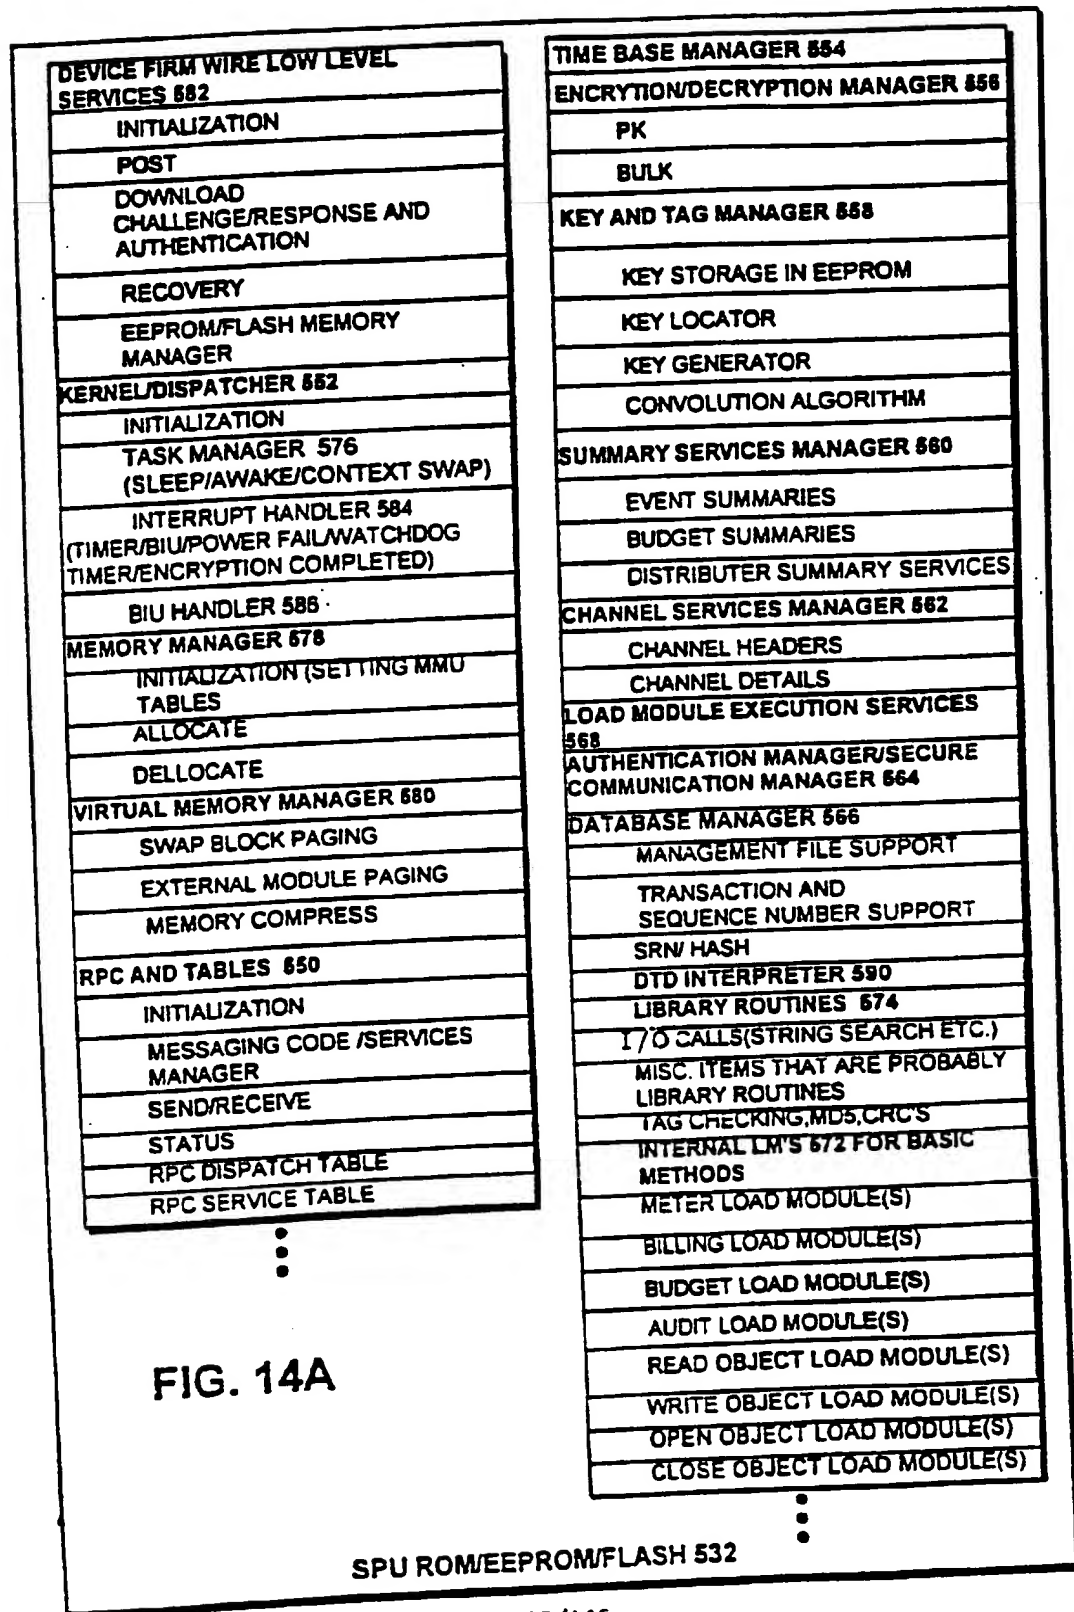 DEVICE FIRM WIRE LOW LEVEL
SERVICES 582
INITIALIZATION
POST
DOWNLOAD
CHALLENGE/RESPONSE AND
AUTHENTICATION
RECOVERY
EEPROM/FLASH MEMORY
MANAGER
KERNEL/DISPATCHER 552
INITIALIZATION
TASK MANAGER 576
(SLEEP/AWAKE/CONTEXT SWAP)
INTERRUPT HANDLER 584
(TIMER/BIU/POWER FAIL/WATCHDOG
TIMER/ENCRYPTION COMPLETED)
BIU HANDLER 586
MEMORY MANAGER 578
INITIALIZATION (SETTING MMU
TABLES
ALLOCATE
DELLOCATE
VIRTUAL MEMORY MANAGER 580
SWAP BLOCK PAGING
EXTERNAL MODULE PAGING
MEMORY COMPRESS
RPC AND TABLES 550
INITIALIZATION
MESSAGING CODE /SERVICES
MANAGER
SEND/RECEIVE
STATUS
RPC DISPATCH TABLE
RPC SERVICE TABLE
TIME BASE MANAGER 554
ENCRYTION/DECRYPTION MANAGER 556
PK
BULK
KEY AND TAG MANAGER 558
KEY STORAGE IN EEPROM
KEY LOCATOR
KEY GENERATOR
CONVOLUTION ALGORITHM
SUMMARY SERVICES MANAGER 560
EVENT SUMMARIES
BUDGET SUMMARIES
DISTRIBUTER SUMMARY SERVICES
CHANNEL SERVICES MANAGER 562
CHANNEL HEADERS
CHANNEL DETAILS
LOAD MODULE EXECUTION SERVICES
568
AUTHENTICATION MANAGER/SECURE
COMMUNICATION MANAGER 564
DATABASE MANAGER 566
MANAGEMENT FILE SUPPORT
TRANSACTION AND
SEQUENCE NUMBER SUPPORT
SRN/ HASH
DTD INTERPRETER 590
LIBRARY ROUTINES 574
I/O CALLS(STRING SEARCH ETC.)
MISC. ITEMS THAT ARE PROBABLY
LIBRARY ROUTINES
TAG CHECKING,MD5,CRC'S
INTERNAL LM'S 572 FOR BASIC
METHODS
METER LOAD MODULE(S)
BILLING LOAD MODULE(S)
BUDGET LOAD MODULE(S)
AUDIT LOAD MODULE(S)
READ OBJECT LOAD MODULE(S)
WRITE OBJECT LOAD MODULE(S)
OPEN OBJECT LOAD MODULE(S)
CLOSE OBJECT LOAD MODULE(S)
FIG. 14A
SPU ROM/EEPROM/FLASH 532